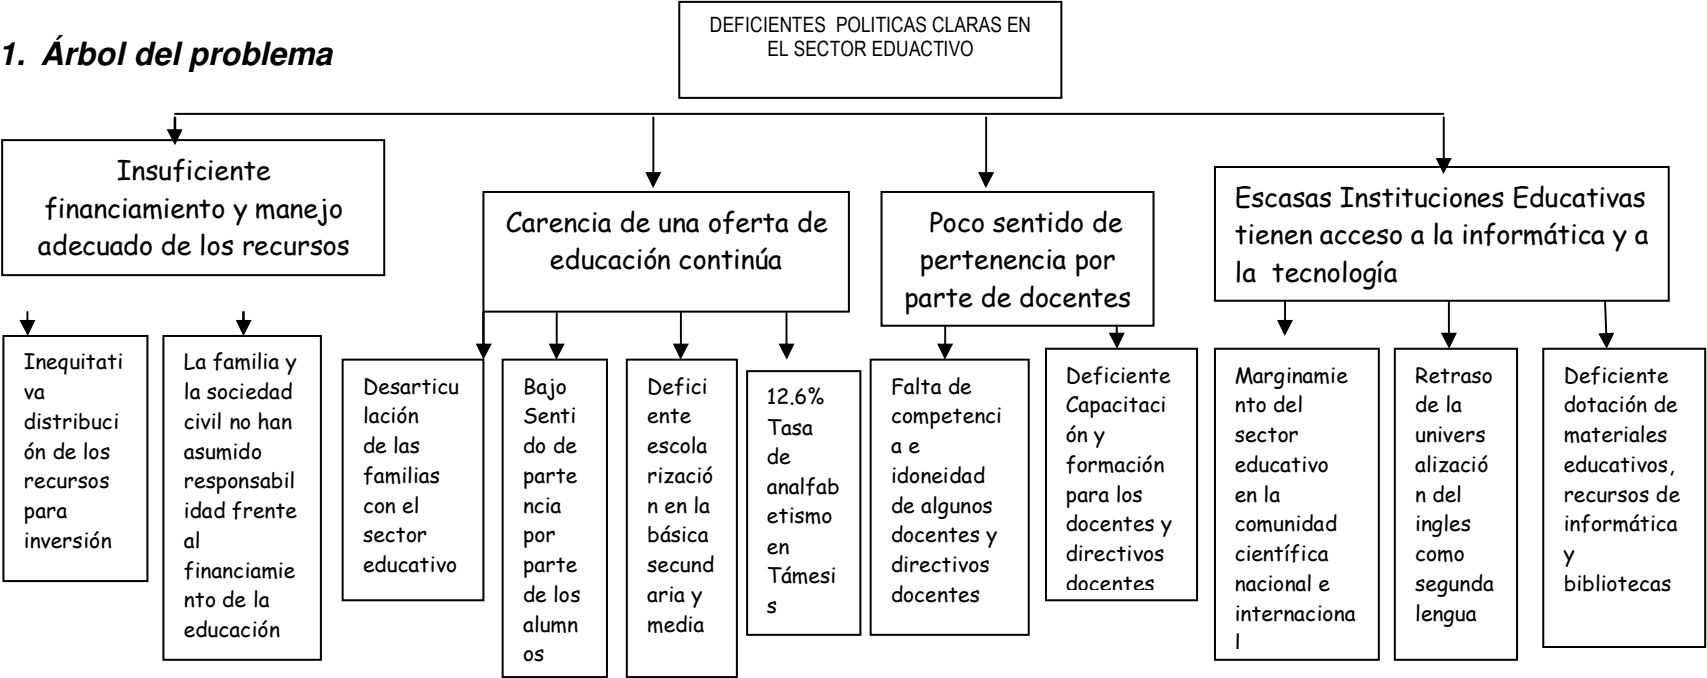 DEFICIENTES POLITICAS CLARAS EN
EL SECTOR EDUACTIVO
1. Árbol del problema
Insuficiente
financiamiento y manejo
adecuado de los recursos
Carencia de una oferta de
educación continúa
Poco sentido de
pertenencia por
parte de docentes
Escasas Instituciones Educativas
tienen acceso a la informática y a
la tecnología
Inequitati
va
distribuci
ón de los
recursos
para
inversión
La familia y
la sociedad
civil no han
asumido
responsabil
idad frente
al
financiamie
nto de la
educación
Desarticu
lación
de las
familias
con el
sector
educativo
Bajo
Senti
do de
parte
ncia
por
parte
de los
alumn
os
Defici
ente
escola
rizació
n en la
básica
secund
aria y
media
12.6%
Tasa
de
analfab
etismo
en
Támesi
s
Falta de
competenci
a e
idoneidad
de algunos
docentes y
directivos
docentes
Deficiente
Capacitaci
ón y
formación
para los
docentes y
directivos
docentes
Marginamie
nto del
sector
educativo
en la
comunidad
científica
nacional e
internaciona
l
Retraso
de la
univers
alizació
n del
ingles
como
segunda
lengua
Deficiente
dotación de
materiales
educativos,
recursos de
informática
y
bibliotecas